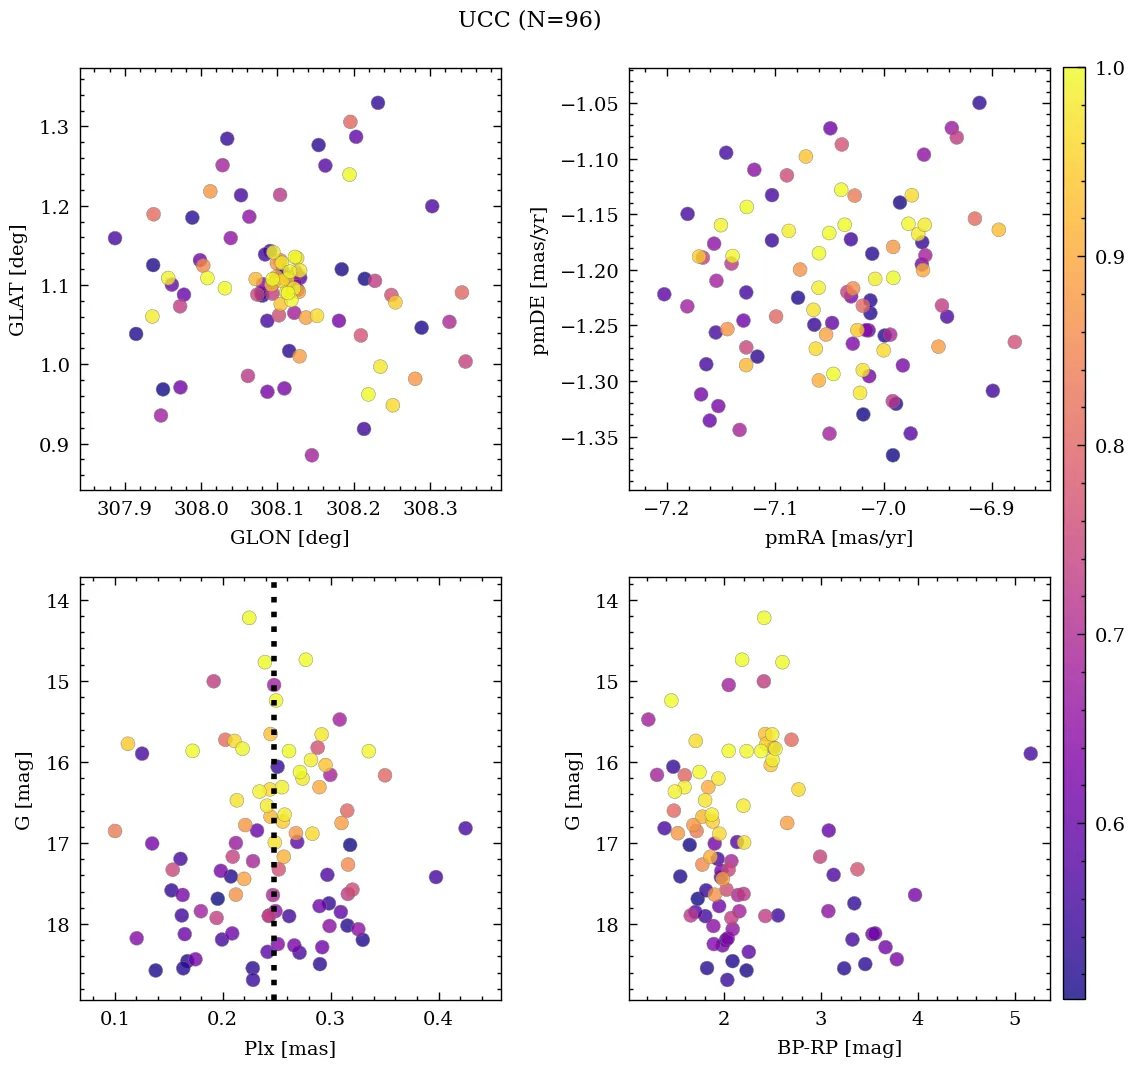 UCC (N=96)
1.3
1.2
1.1
1.0
0.9
GLAT [deg]
307.9 308.0 308.1 308.2 308.3
GLON [deg]
−1.05
−1.10
−1.15
−1.20
−1.25
−1.30
−1.35
pmDE [mas/yr]
−7.2 −7.1 −7.0 −6.9
pmRA [mas/yr]
14
15
16
17
18
G [mag]
0.1 0.2 0.3 0.4
Plx [mas]
14
15
16
17
18
G [mag]
2 3 4 5
BP-RP [mag]
1.0
0.9
0.8
0.7
0.6